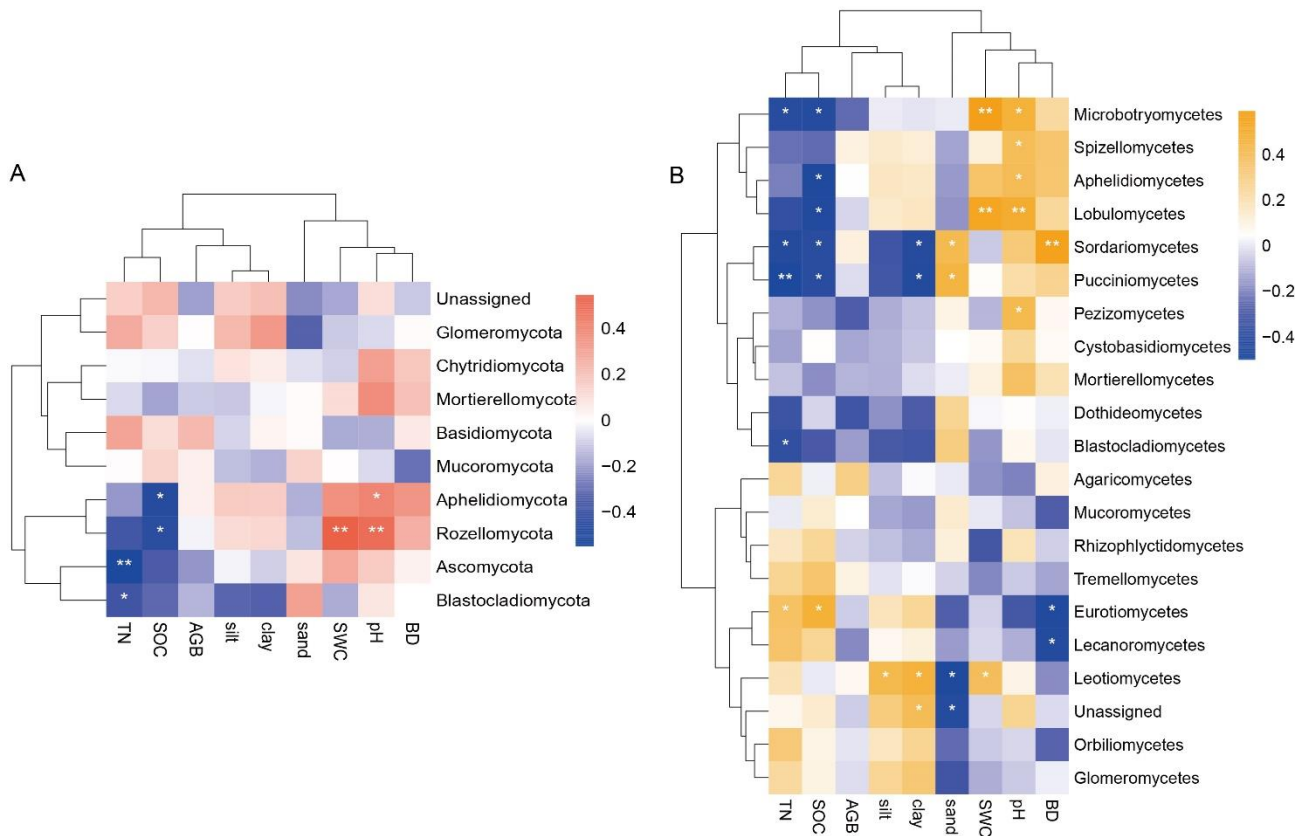 A
Unassigned
Glomeromycota
Chytridiomycota
Mortierellomycota
Basidiomycota
Mucoromycota
Aphelidiomycota
* *
Rozellomycota
* ** **
Ascomycota
**
Blastocladiomycota
*
TN SOC AGB silt clay sand SWC pH BD
0.4
0.2
0
−0.2
−0.4
B
Microbotryomycetes
* * ** *
Spizellomycetes
*
Aphelidiomycetes
* *
Lobulomycetes
* ** **
Sordariomycetes
* * * * **
Pucciniomycetes
** * * *
Pezizomycetes
*
Cystobasidiomycetes
Mortierellomycetes
Dothideomycetes
Blastocladiomycetes
*
Agaricomycetes
Mucoromycetes
Rhizophlyctidomycetes
Tremellomycetes
Eurotiomycetes
* * *
Lecanoromycetes
*
Leotiomycetes
* * * *
Unassigned
* *
Orbiliomycetes
Glomeromycetes
TN SOC AGB silt clay sand SWC pH BD
0.4
0.2
0
−0.2
−0.4